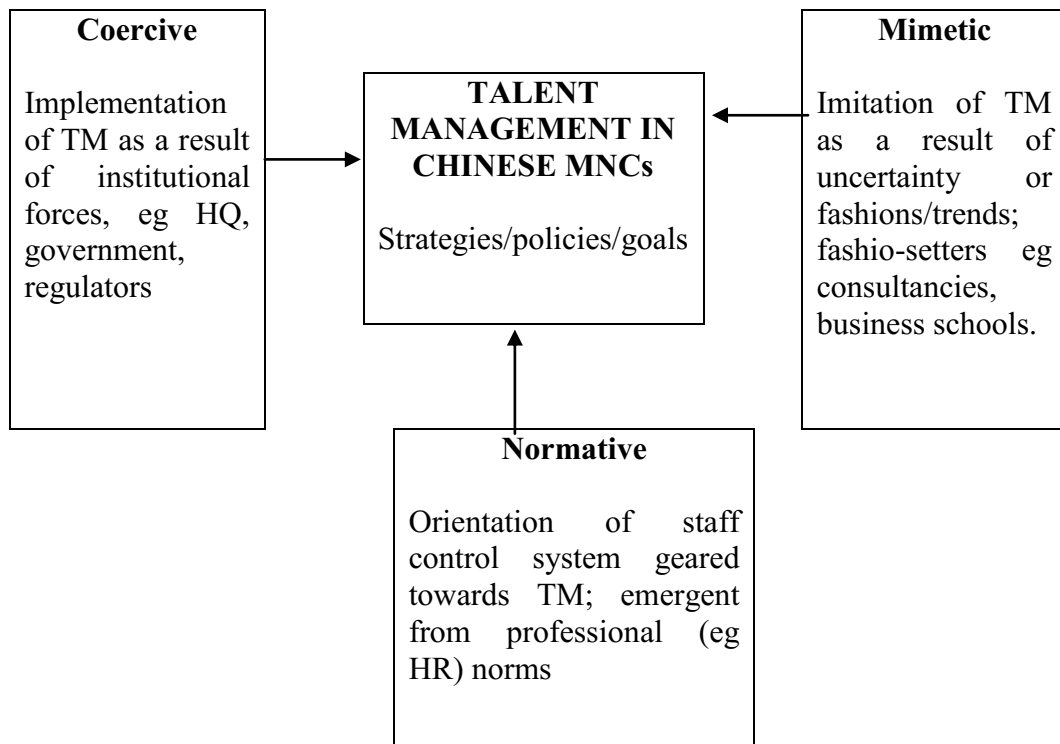 Coercive
Implementation
of TM as a result
of institutional
forces, eg HQ,
government,
regulators
TALENT
MANAGEMENT IN
CHINESE MNCs
Strategies/policies/goals
Mimetic
Imitation of TM
as a result of
uncertainty or
fashions/trends;
fashio-setters eg
consultancies,
business schools.
Normative
Orientation of staff
control system geared
towards TM; emergent
from professional (eg
HR) norms